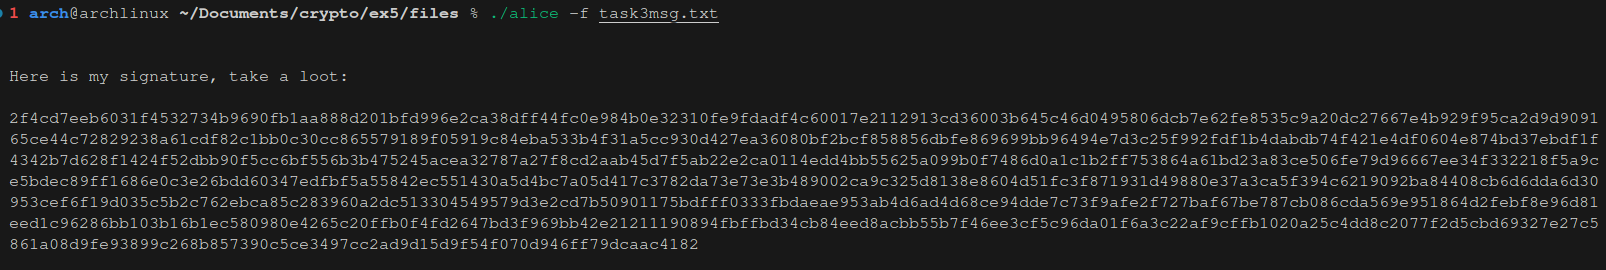 1 arch@archlinux ~/Documents/crypto/ex5/files % ./alice -f task3msg.txt
Here is my signature, take a loot:
2f4cd7eeb6031f4532734b9690fb1aa888d201bfd996e2ca38dff44fc0e984b0e32310fe9fdadf4c60017e2112913cd36003b645c46d0495806dcb7e62fe8535c9a20dc27667e4b929f95ca2d9d9091
65ce44c72829238a61cdf82c1bb0c30cc865579189f05919c84eba533b4f31a5cc930d427ea36080bf2bcf858856dbfe869699bb96494e7d3c25f992fdf1b4dabdb74f421e4df0604e874bd37ebdf1f
4342b7d628f1424f52dbb90f5cc6bf556b3b475245acea32787a27f8cd2aab45d7f5ab22e2ca0114edd4bb55625a099b0f7486d0a1c1b2ff753864a61bd23a83ce506fe79d96667ee34f332218f5a9c
e5bdec89ff1686e0c3e26bdd60347edfbf5a55842ec551430a5d4bc7a05d417c3782da73e73e3b489002ca9c325d8138e8604d51fc3f871931d49880e37a3ca5f394c6219092ba84408cb6d6dda6d30
953cef6f19d035c5b2c762ebca85c283960a2dc513304549579d3e2cd7b50901175bdfff0333fbdaeae953ab4d6ad4d68ce94dde7c73f9afe2f727baf67be787cb086cda569e951864d2febf8e96d81
eed1c96286bb103b16b1ec580980e4265c20ffb0f4fd2647bd3f969bb42e21211190894fbffbd34cb84eed8acbb55b7f46ee3cf5c96da01f6a3c22af9cffb1020a25c4dd8c2077f2d5cbd69327e27c5
861a08d9fe93899c268b857390c5ce3497cc2ad9d15d9f54f070d946ff79dcaac4182